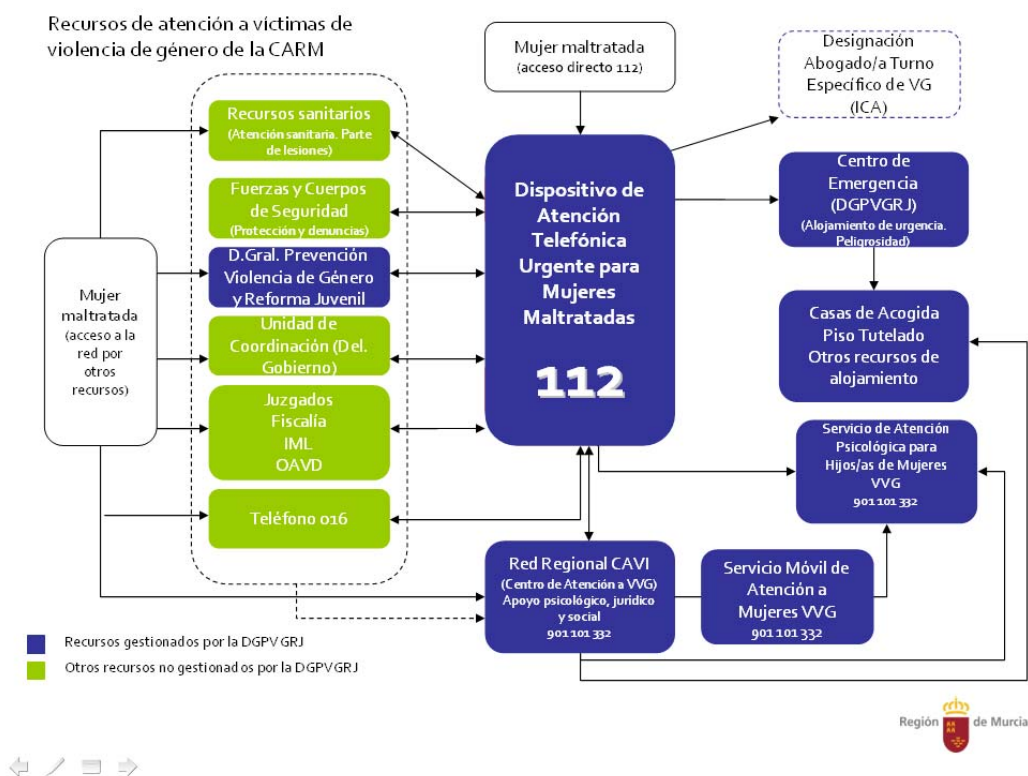 Recursos de atención a víctimas de
violencia de género de la CARM
Mujer maltratada
(acceso directo 112)
Designación
Abogado/a Turno
Específico de VG
(ICA)
Recursos sanitarios
(Atención sanitaria. Parte
de lesiones)
Fuerzas y Cuerpos
de Seguridad
(Protección y denuncias)
D.Gral. Prevención
Violencia de Género
y Reforma Juvenil
Unidad de
Coordinación (Del.
Gobierno)
Juzgados
Fiscalía
IML
OAVD
Teléfono 016
Mujer
maltratada
(acceso a la
red por
otros
recursos)
Dispositivo de
Atención
Telefónica
Urgente para
Mujeres
Maltratadas
112
Centro de
Emergencia
(DGPVGRJ)
(Alojamiento de urgencia.
Peligrosidad)
Casas de Acogida
Piso Tutelado
Otros recursos de
alojamiento
Servicio de Atención
Psicológica para
Hijos/as de Mujeres
VVG
901 101 332
Red Regional CAVI
(Centro de Atención a VVG)
Apoyo psicológico, jurídico
y social
901 101 332
Servicio Móvil de
Atención a
Mujeres VVG
901 101 332
Recursos gestionados por la DGPVGRJ
Otros recursos no gestionados por la DGPVGRJ
Región de Murcia